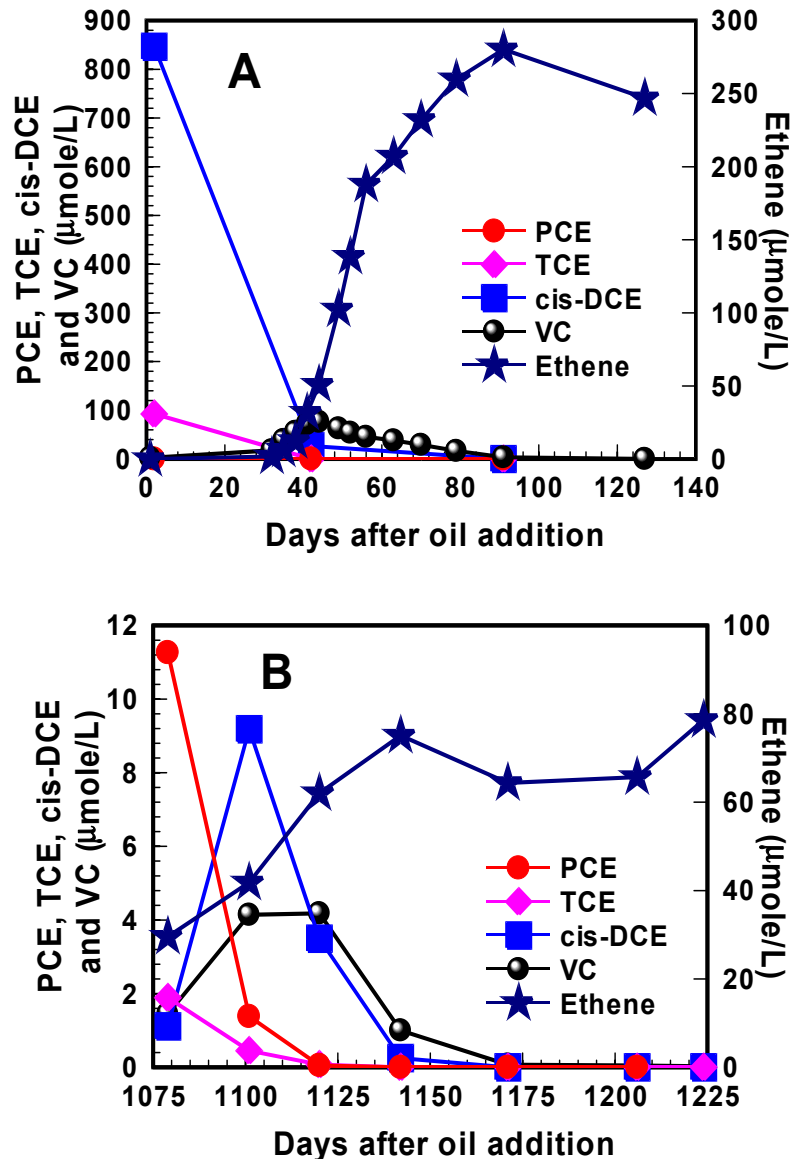 A
PCE, TCE, cis-DCE
and VC (μmole/L)
900
800
700
600
500
400
300
200
100
0
300
250
200
150
100
50
0
Ethene (μmole/L)
PCE
TCE
cis-DCE
VC
Ethene
0 20 40 60 80 100 120 140
Days after oil addition
B
PCE, TCE, cis-DCE
and VC (μmole/L)
12
10
8
6
4
2
0
100
80
60
40
20
0
Ethene (μmole/L)
PCE
TCE
cis-DCE
VC
Ethene
1075 1100 1125 1150 1175 1200 1225
Days after oil addition